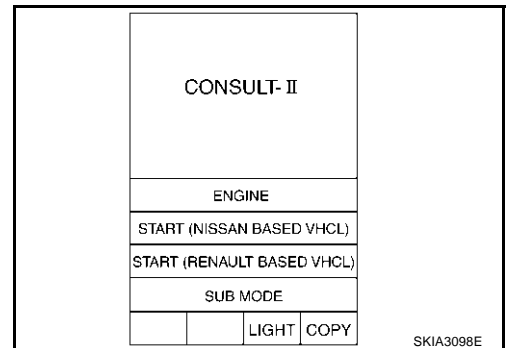 CONSULT-II
ENGINE
START (NISSAN BASED VHCL)
START (RENAULT BASED VHCL)
SUB MODE
LIGHT COPY
SKIA3098E